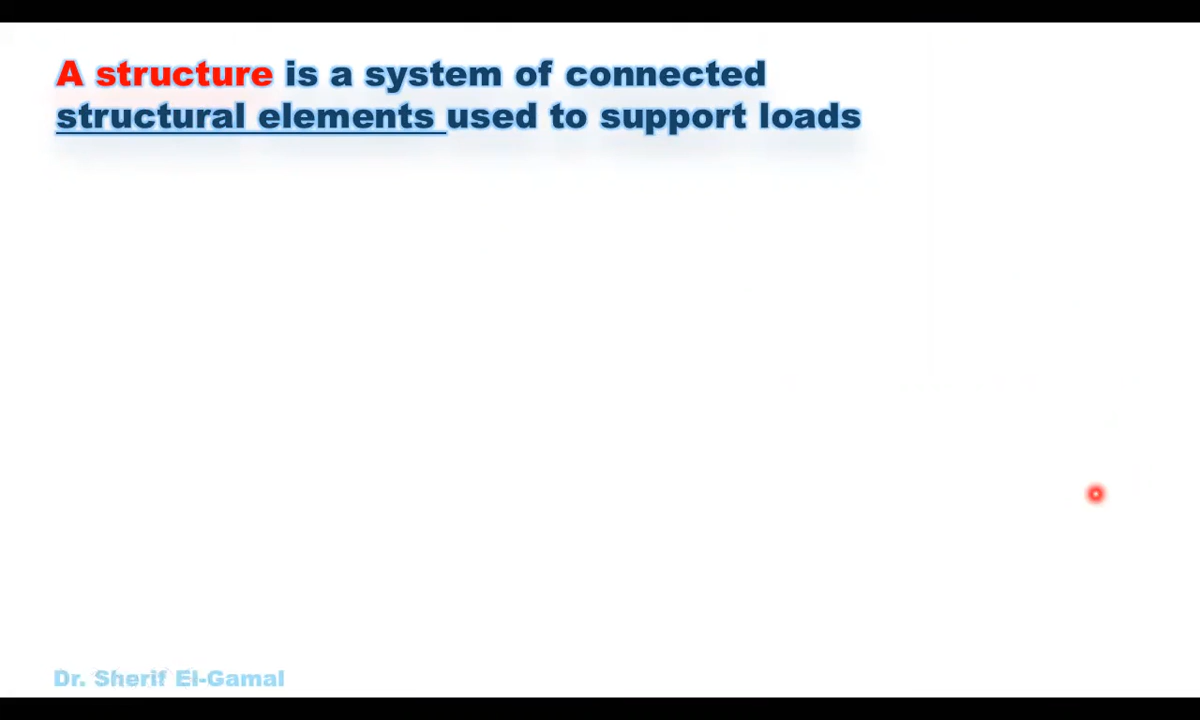 A structure is a system of connected
structural elements used to support loads
Dr. Sherif El-Gamal